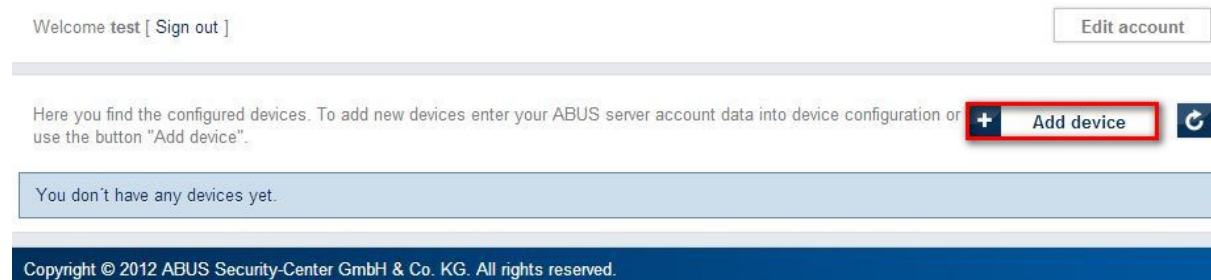 Welcome test [ Sign out ]
Edit account
Here you find the configured devices. To add new devices enter your ABUS server account data into device configuration or
use the button "Add device".
+ Add device
You don´t have any devices yet.
Copyright © 2012 ABUS Security-Center GmbH & Co. KG. All rights reserved.